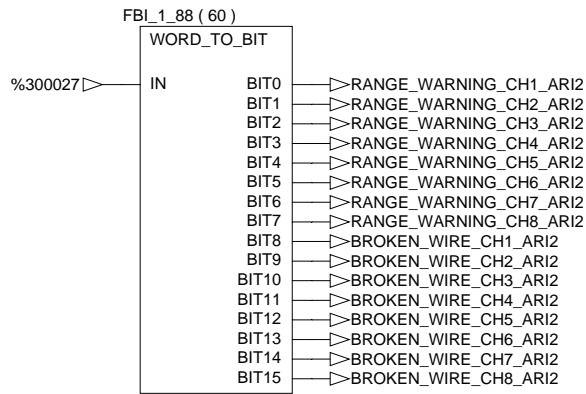 FBI_1_88 ( 60 )
WORD_TO_BIT
%300027 IN BIT0 RANGE_WARNING_CH1_ARI2
BIT1 RANGE_WARNING_CH2_ARI2
BIT2 RANGE_WARNING_CH3_ARI2
BIT3 RANGE_WARNING_CH4_ARI2
BIT4 RANGE_WARNING_CH5_ARI2
BIT5 RANGE_WARNING_CH6_ARI2
BIT6 RANGE_WARNING_CH7_ARI2
BIT7 RANGE_WARNING_CH8_ARI2
BIT8 BROKEN_WIRE_CH1_ARI2
BIT9 BROKEN_WIRE_CH2_ARI2
BIT10 BROKEN_WIRE_CH3_ARI2
BIT11 BROKEN_WIRE_CH4_ARI2
BIT12 BROKEN_WIRE_CH5_ARI2
BIT13 BROKEN_WIRE_CH6_ARI2
BIT14 BROKEN_WIRE_CH7_ARI2
BIT15 BROKEN_WIRE_CH8_ARI2